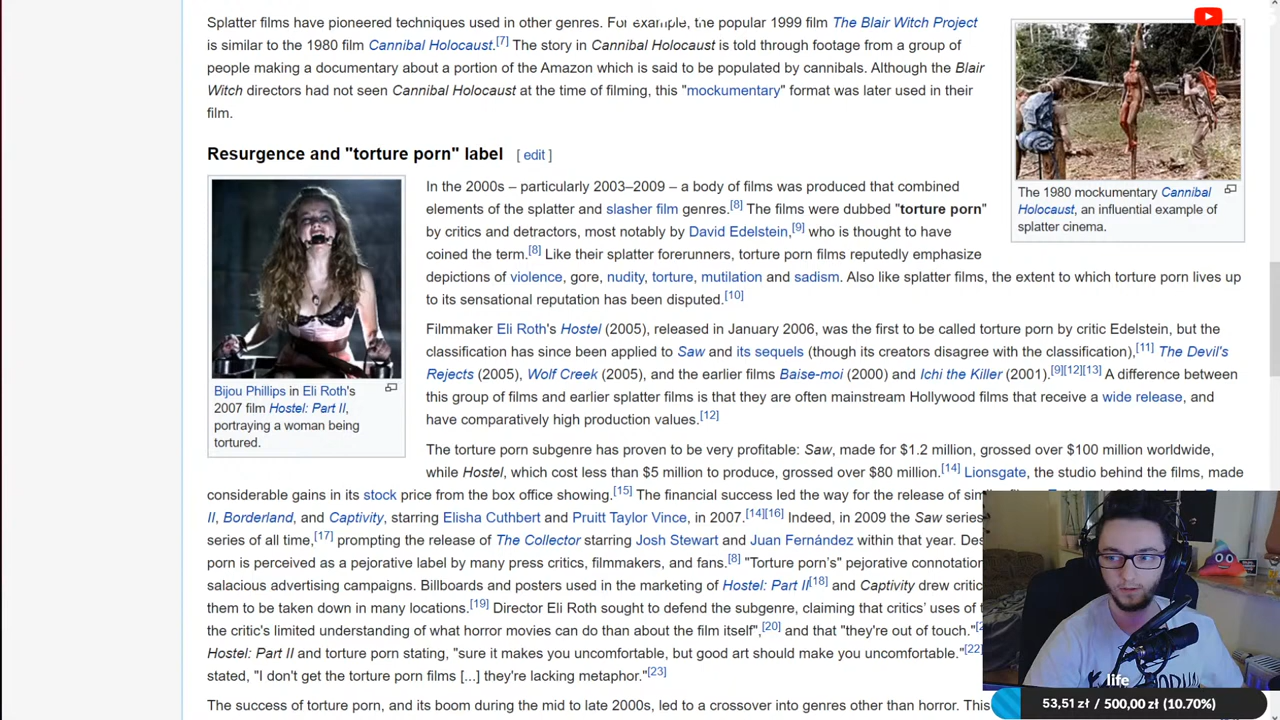 Splatter films have pioneered techniques used in other genres. For example, the popular 1999 film The Blair Witch Project
is similar to the 1980 film Cannibal Holocaust.[7] The story in Cannibal Holocaust is told through footage from a group of
people making a documentary about a portion of the Amazon which is said to be populated by cannibals. Although the Blair
Witch directors had not seen Cannibal Holocaust at the time of filming, this "mockumentary" format was later used in their
film.
The 1980 mockumentary Cannibal
Holocaust, an influential example of
splatter cinema.
Resurgence and "torture porn" label [ edit ]
Bijou Phillips in Eli Roth's
2007 film Hostel: Part II,
portraying a woman being
tortured.
In the 2000s – particularly 2003–2009 – a body of films was produced that combined
elements of the splatter and slasher film genres.[8] The films were dubbed "torture porn"
by critics and detractors, most notably by David Edelstein,[9] who is thought to have
coined the term.[8] Like their splatter forerunners, torture porn films reputedly emphasize
depictions of violence, gore, nudity, torture, mutilation and sadism. Also like splatter films, the extent to which torture porn lives up
to its sensational reputation has been disputed.[10]
Filmmaker Eli Roth's Hostel (2005), released in January 2006, was the first to be called torture porn by critic Edelstein, but the
classification has since been applied to Saw and its sequels (though its creators disagree with the classification),[11] The Devil's
Rejects (2005), Wolf Creek (2005), and the earlier films Baise-moi (2000) and Ichi the Killer (2001).[9][12][13] A difference between
this group of films and earlier splatter films is that they are often mainstream Hollywood films that receive a wide release, and
have comparatively high production values.[12]
The torture porn subgenre has proven to be very profitable: Saw, made for $1.2 million, grossed over $100 million worldwide,
while Hostel, which cost less than $5 million to produce, grossed over $80 million.[14] Lionsgate, the studio behind the films, made
considerable gains in its stock price from the box office showing.[15] The financial success led the way for the release of
II, Borderland, and Captivity, starring Elisha Cuthbert and Pruitt Taylor Vince, in 2007.[14][16] Indeed, in 2009 the Saw series
series of all time,[17] prompting the release of The Collector starring Josh Stewart and Juan Fernández within that year.
porn is perceived as a pejorative label by many press critics, filmmakers, and fans.[8] "Torture porn's" pejorative connotation
salacious advertising campaigns. Billboards and posters used in the marketing of Hostel: Part II[18] and Captivity drew
them to be taken down in many locations.[19] Director Eli Roth sought to defend the subgenre, claiming that critics' uses of
the critic's limited understanding of what horror movies can do than about the film itself",[20] and that "they're out of touch."
Hostel: Part II and torture porn stating, "sure it makes you uncomfortable, but good art should make you uncomfortable."[22]
stated, "I don't get the torture porn films [...] they're lacking metaphor."[23]
The success of torture porn, and its boom during the mid to late 2000s, led to a crossover into genres other than horror. This
life
53,51 zł / 500,00 zł (10.70%)